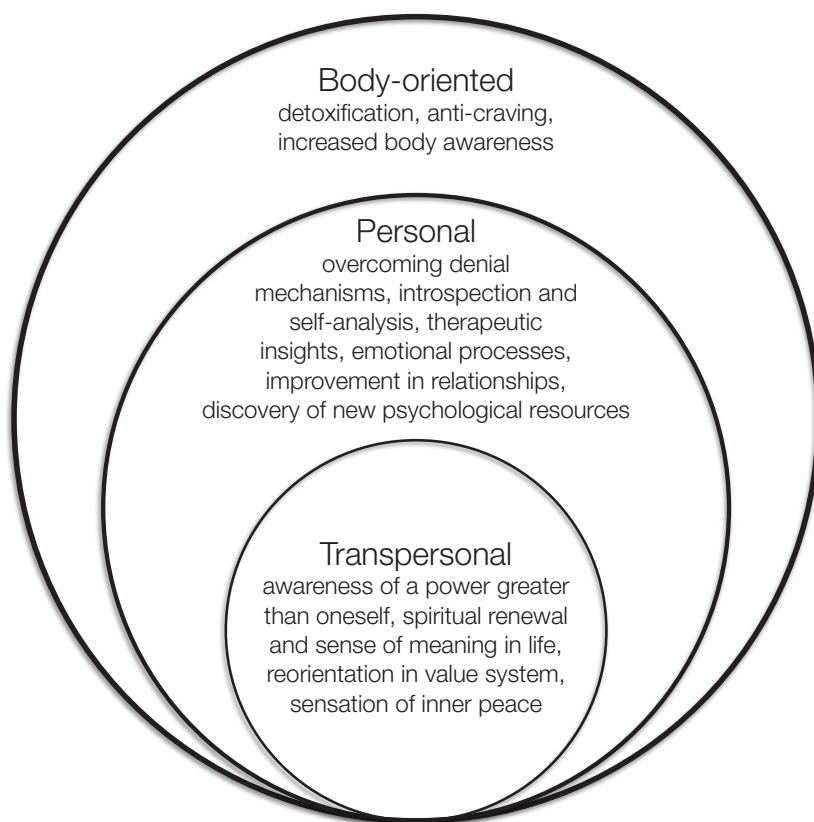 Body-oriented
detoxification, anti-craving,
increased body awareness
Personal
overcoming denial
mechanisms, introspection and
self-analysis, therapeutic
insights, emotional processes,
improvement in relationships,
discovery of new psychological resources
Transpersonal
awareness of a power greater
than oneself, spiritual renewal
and sense of meaning in life,
reorientation in value system,
sensation of inner peace